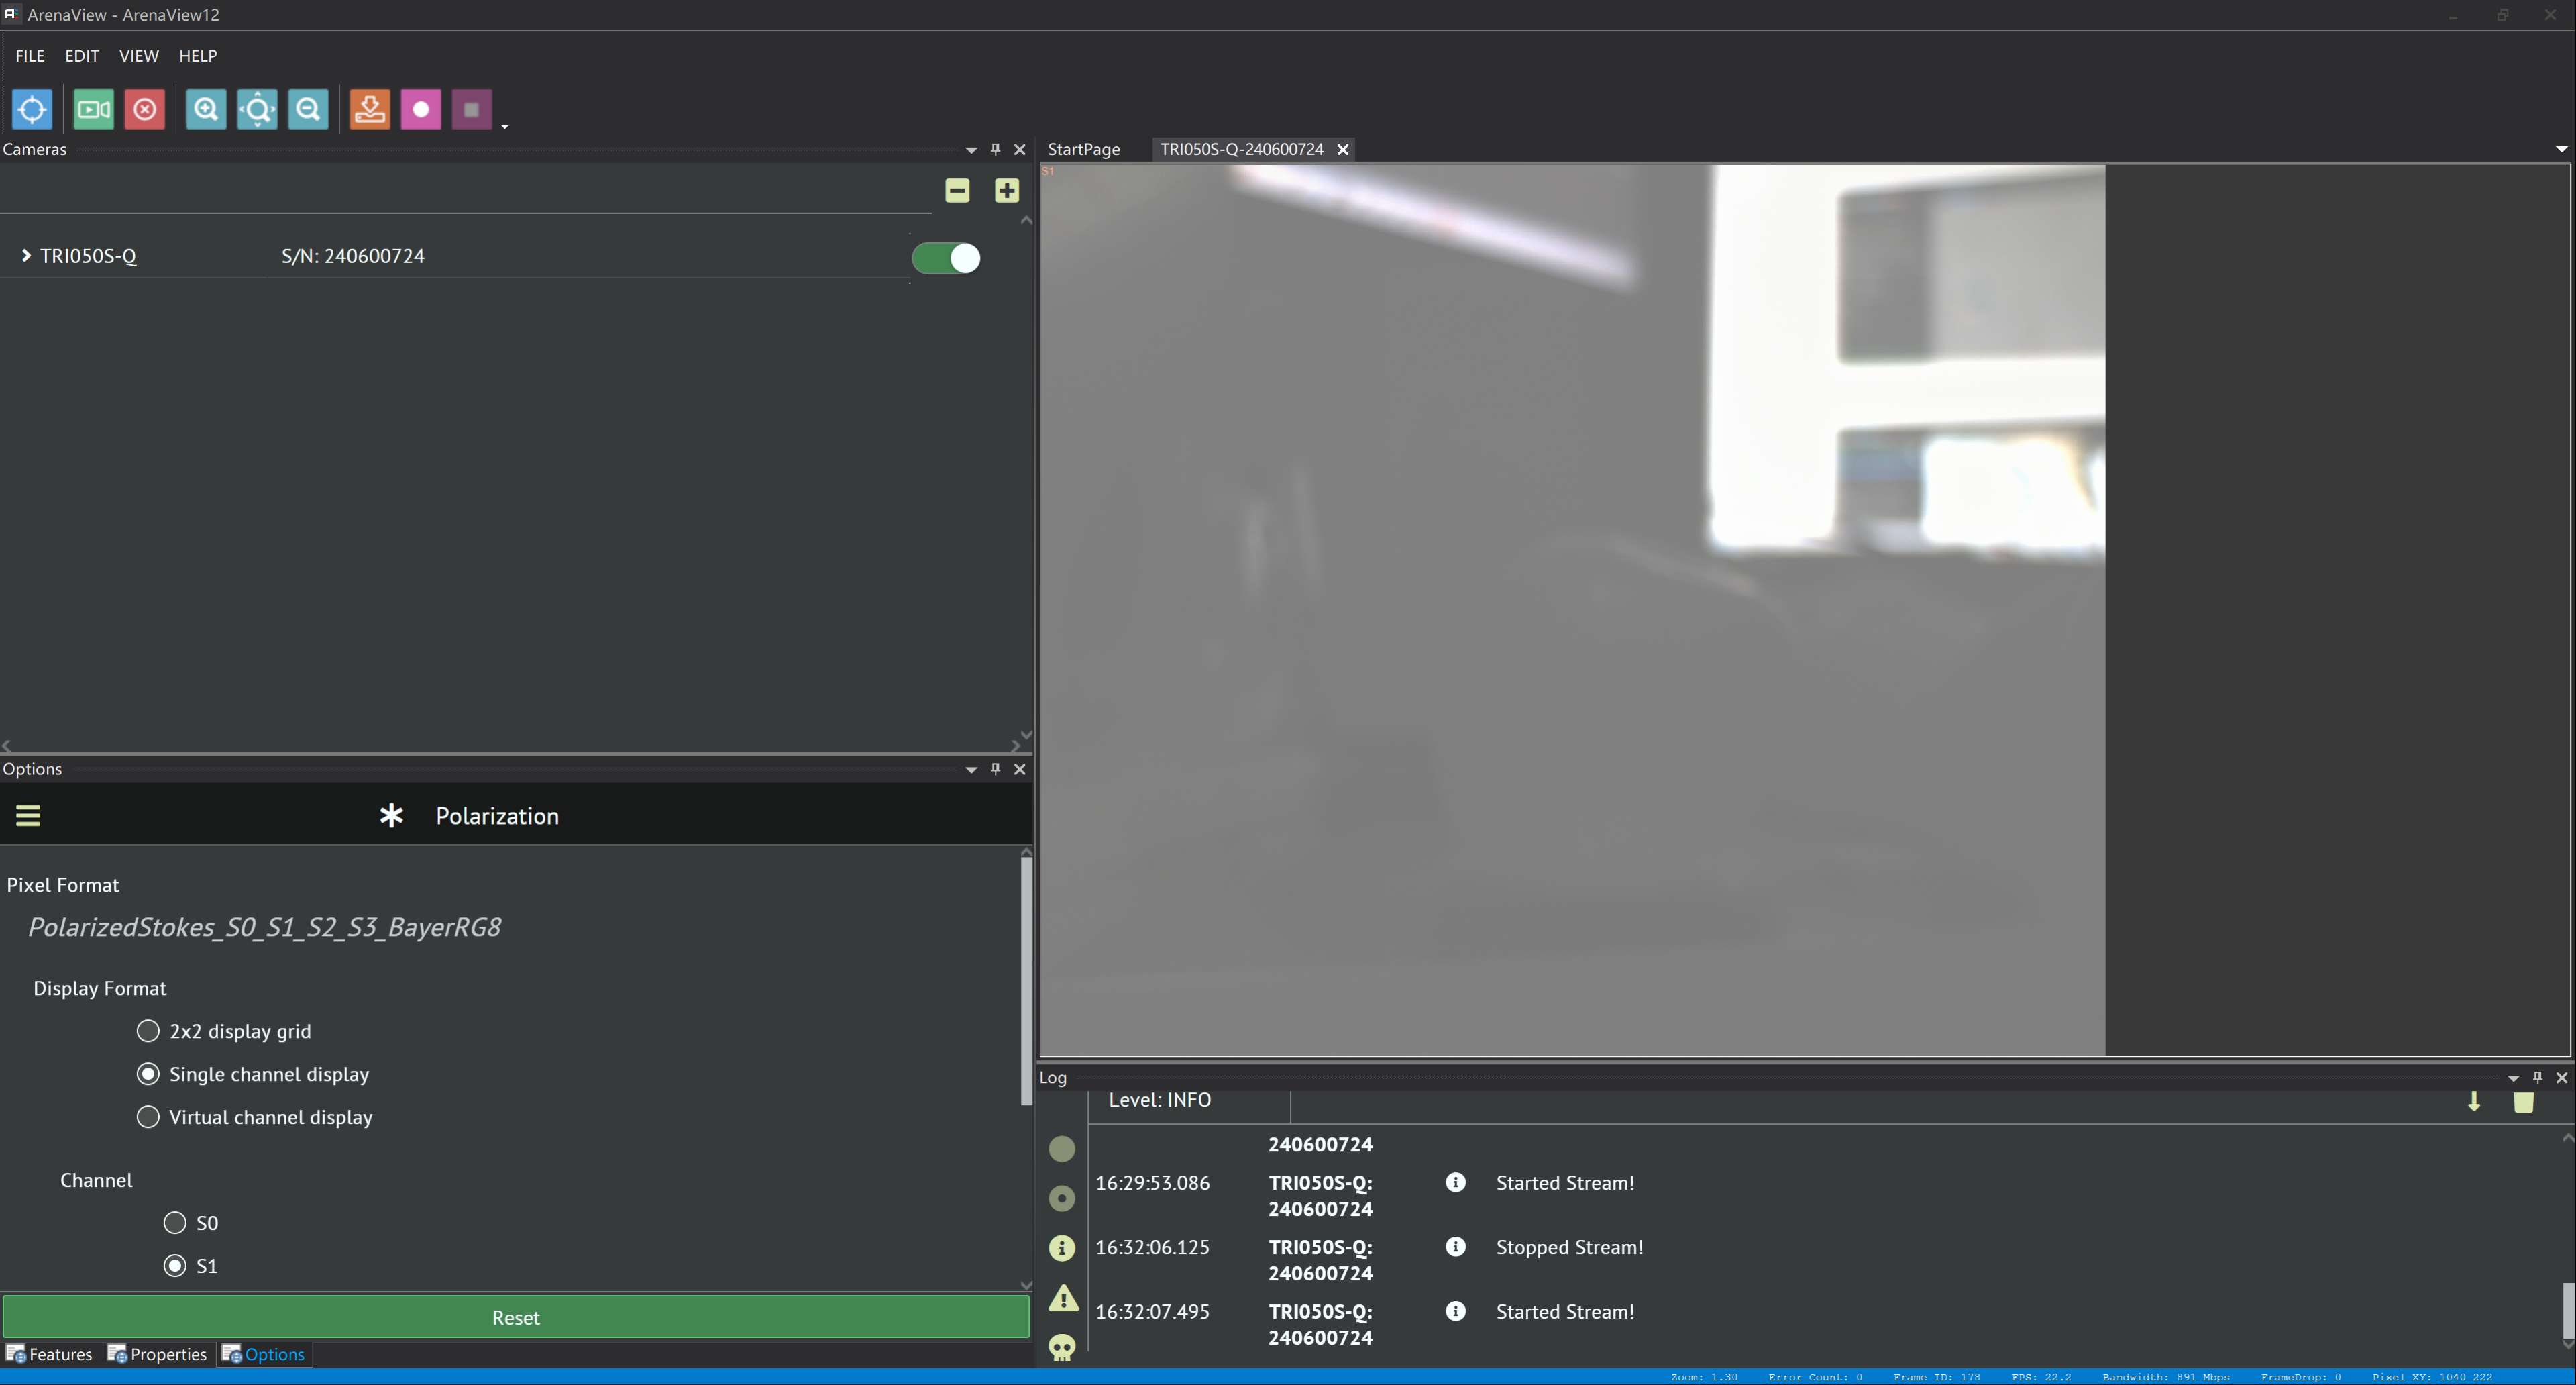 ArenaView - ArenaView12
FILE EDIT VIEW HELP
Cameras
TRI050S-Q S/N: 240600724
Options
Polarization
Pixel Format
PolarizedStokes_S0_S1_S2_S3_BayerRG8
Display Format
2x2 display grid
Single channel display
Virtual channel display
Channel
S0
S1
Reset
Features Properties Options
StartPage TRI050S-Q-240600724
S1
Log
Level: INFO
240600724
16:29:53.086 TRI050S-Q: Started Stream!
240600724
16:32:06.125 TRI050S-Q: Stopped Stream!
240600724
16:32:07.495 TRI050S-Q: Started Stream!
240600724
Zoom: 1.30 Error Count: 0 Frame ID: 178 FPS: 22.2 Bandwidth: 891 Mbps FrameDrop: 0 Pixel XY: 1040 222